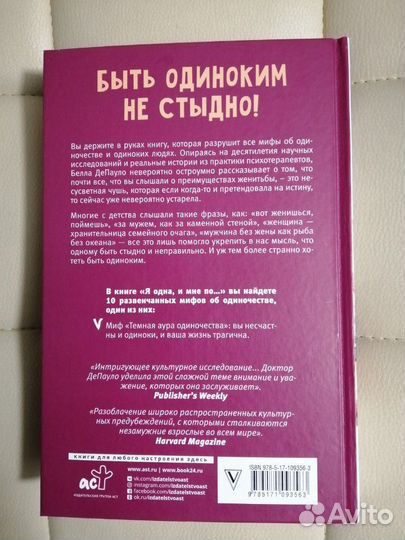 БЫТЬ ОДИНОКИМ
НЕ СТЫДНО!
Вы держите в руках книгу, которая разрушит все мифы об оди-
ночестве и одиноких людях. Опираясь на десятилетия научных
исследований и реальные истории из практики психотерапевтов,
Белла ДеПауло невероятно остроумно рассказывает о том, что
почти все, что вы слышали о преимуществах женитьбы, – это не-
сусветная чушь, которая если когда-то и претендовала на истину,
то сейчас уже невероятно устарела.
Многие с детства слышали такие фразы, как: «вот женишься,
поймешь», «за мужем, как за каменной стеной», «женщина —
хранительница семейного очага», «мужчина без жены как рыба
без океана» — все это лишь помогло укрепить в нас мысль, что
одному быть стыдно и неправильно. И уж тем более странно хо-
теть быть одиноким.
В книге «Я одна, и мне по...» вы найдете
10 развенчанных мифов об одиночестве,
один из них:
V Миф «Темная аура одиночества»: вы несчаст-
ны и одиноки, и ваша жизнь трагична.
«Интригующее культурное исследование... Доктор
ДеПауло уделила этой сложной теме внимание и ува-
жение, которых она заслуживает».
Publisher's Weekly
«Разоблачение широко распространенных культур-
ных предубеждений, с которыми сталкиваются
незамужние взрослые во всем мире».
Harvard Magazine
книги для любого настроения здесь
аст
ИЗДАТЕЛЬСКАЯ ГРУППА АСТ
www.ast.ru | www.book24.ru
vk.com/izdatelstvoast
instagram.com/izdatelstvoast
facebook.com/izdatelstvoast
ok.ru/izdatelstvoast
ISBN 978-5-17-109356-3
9785171093563
Avito